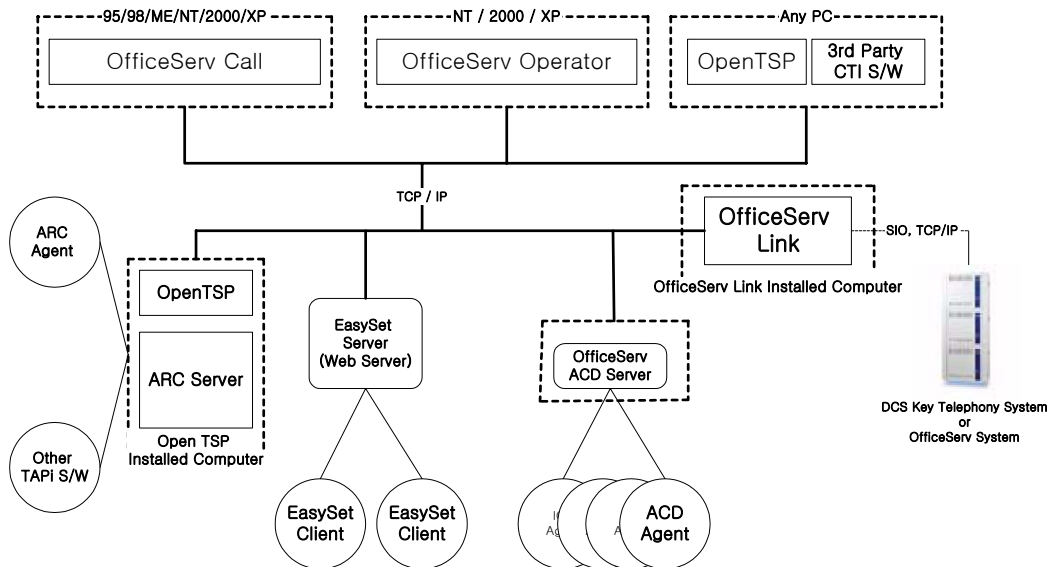 95/98/ME/NT/2000/XP
OfficeServ Call
NT / 2000 / XP
OfficeServ Operator
Any PC
OpenTSP
3rd Party
CTI S/W
TCP / IP
ARC
Agent
OfficeServ
Link
SIO, TCP/IP
OfficeServ Link Installed Computer
OpenTSP
ARC Server
Open TSP
Installed Computer
EasySet
Server
(Web Server)
OfficeServ
ACD Server
DCS Key Telephony System
or
OfficeServ System
Other
TAPi S/W
EasySet
Client
EasySet
Client
ACD
Agent